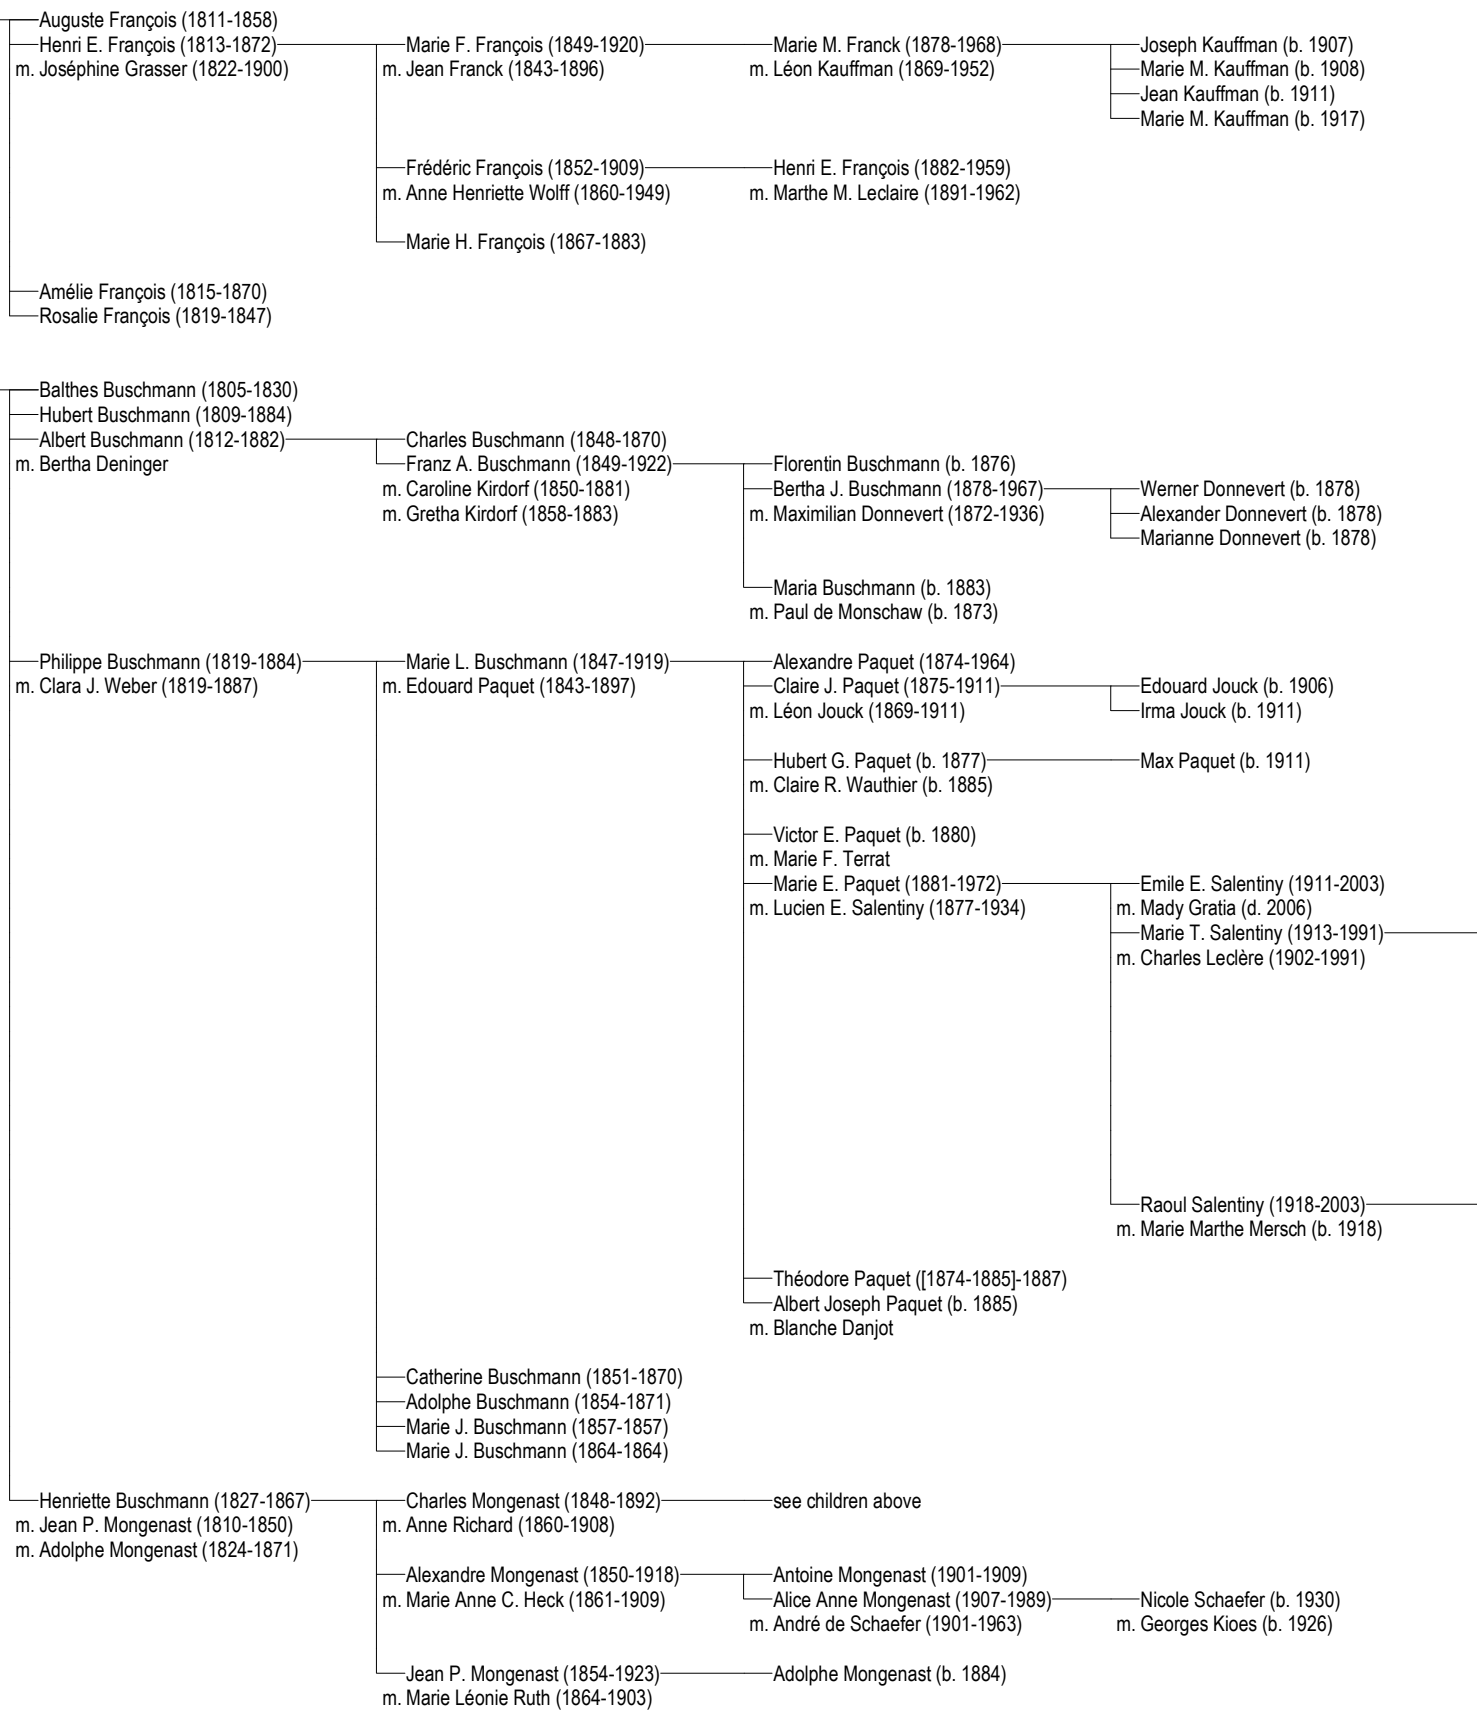 Auguste François (1811-1858)
Henri E. François (1813-1872) Marie F. François (1849-1920) Marie M. Franck (1878-1968) Joseph Kauffman (b. 1907)
m. Joséphine Grasser (1822-1900) m. Jean Franck (1843-1896) m. Léon Kauffman (1869-1952) Marie M. Kauffman (b. 1908)
Jean Kauffman (b. 1911)
Marie M. Kauffman (b. 1917)
Frédéric François (1852-1909) Henri E. François (1882-1959)
m. Anne Henriette Wolff (1860-1949) m. Marthe M. Leclaire (1891-1962)
Marie H. François (1867-1883)
Amélie François (1815-1870)
Rosalie François (1819-1847)
Balthes Buschmann (1805-1830)
Hubert Buschmann (1809-1884)
Albert Buschmann (1812-1882) Charles Buschmann (1848-1870)
m. Bertha Deninger Franz A. Buschmann (1849-1922) Florentin Buschmann (b. 1876)
m. Caroline Kirdorf (1850-1881) Bertha J. Buschmann (1878-1967) Werner Donnevert (b. 1878)
m. Gretha Kirdorf (1858-1883) m. Maximilian Donnevert (1872-1936) Alexander Donnevert (b. 1878)
Marianne Donnevert (b. 1878)
Maria Buschmann (b. 1883)
m. Paul de Monschaw (b. 1873)
Philippe Buschmann (1819-1884) Marie L. Buschmann (1847-1919) Alexandre Paquet (1874-1964)
m. Clara J. Weber (1819-1887) m. Edouard Paquet (1843-1897) Claire J. Paquet (1875-1911) Edouard Jouck (b. 1906)
m. Léon Jouck (1869-1911) Irma Jouck (b. 1911)
Hubert G. Paquet (b. 1877) Max Paquet (b. 1911)
m. Claire R. Wauthier (b. 1885)
Victor E. Paquet (b. 1880)
m. Marie F. Terrat
Marie E. Paquet (1881-1972) Emile E. Salentiny (1911-2003)
m. Lucien E. Salentiny (1877-1934) m. Mady Gratia (d. 2006)
Marie T. Salentiny (1913-1991)
m. Charles Leclère (1902-1991)
Raoul Salentiny (1918-2003)
m. Marie Marthe Mersch (b. 1918)
Théodore Paquet ([1874-1885]-1887)
Albert Joseph Paquet (b. 1885)
m. Blanche Danjot
Catherine Buschmann (1851-1870)
Adolphe Buschmann (1854-1871)
Marie J. Buschmann (1857-1857)
Marie J. Buschmann (1864-1864)
Henriette Buschmann (1827-1867) Charles Mongenast (1848-1892) see children above
m. Jean P. Mongenast (1810-1850) m. Anne Richard (1860-1908)
m. Adolphe Mongenast (1824-1871)
Alexandre Mongenast (1850-1918) Antoine Mongenast (1901-1909)
m. Marie Anne C. Heck (1861-1909) Alice Anne Mongenast (1907-1989) Nicole Schaefer (b. 1930)
m. André de Schaefer (1901-1963) m. Georges Kioes (b. 1926)
Jean P. Mongenast (1854-1923) Adolphe Mongenast (b. 1884)
m. Marie Léonie Ruth (1864-1903)